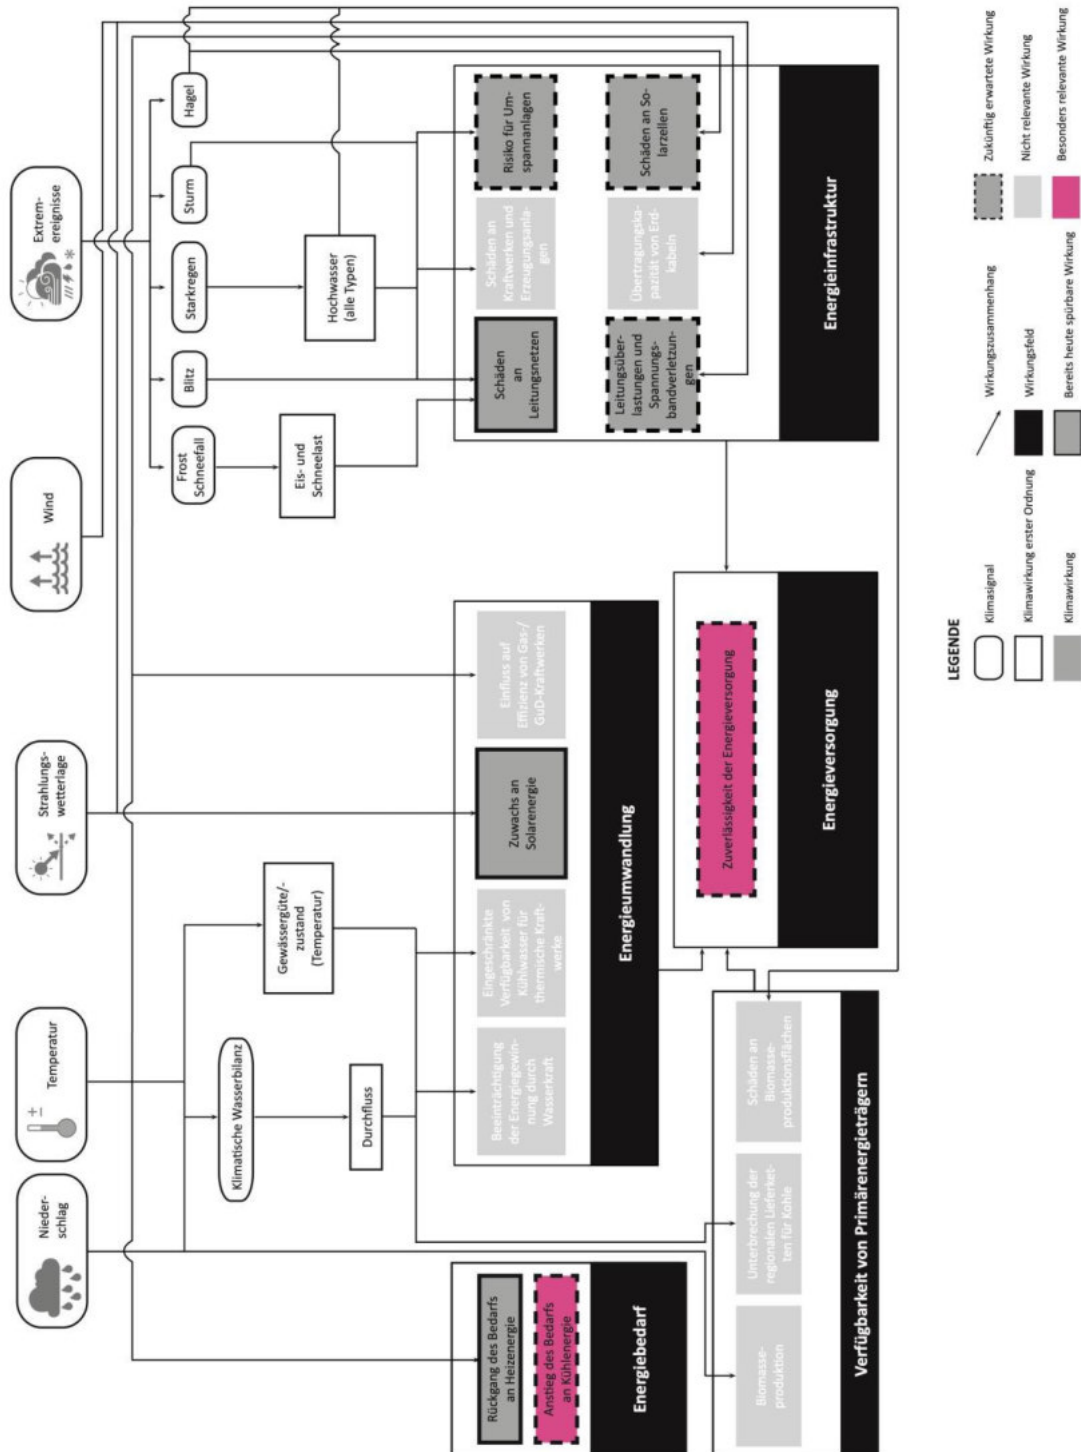 Nieder-
schlag
Temperatur
Strahlungs-
wetterlage
Wind
Extrem-
ereignisse
Klimatische Wasserbilanz
Gewässergüte/-
zustand
(Temperatur)
Durchfluss
Frost
Schneefall
Blitz
Starkregen
Sturm
Hagel
Eis- und
Schneelast
Hochwasser
(alle Typen)
Rückgang des Bedarfs
an Heizenergie
Anstieg des Bedarfs
an Kühlenergie
Energiebedarf
Beeinträchtigung
der Energiegewin-
nung durch
Wasserkraft
Eingeschränkte
Verfügbarkeit von
Kühlwasser für
thermische Kraft-
werke
Zuwachs an
Solarenergie
Einfluss auf
Effizienz von Gas-/
GuD-Kraftwerken
Energieumwandlung
Schäden
an
Leitungsnetzen
Schäden an
Kraftwerken und
Erzeugungsanla-
gen
Risiko für Um-
spannanlagen
Leitungsüber-
lastungen und
Spannungs-
bandverletzun-
gen
Übertragungska-
pazität von Erd-
kabeln
Schäden an So-
larzellen
Energieinfrastruktur
Biomasse-
produktion
Unterbrechung der
regionalen Lieferket-
ten für Kohle
Schäden an
Biomasse-
produktionsflächen
Verfügbarkeit von Primärenergieträgern
Zuverlässigkeit der Energieversorgung
Energieversorgung
LEGENDE
Klimasignal
Klimawirkung erster Ordnung
Klimawirkung
Wirkungszusammenhang
Wirkungsfeld
Bereits heute spürbare Wirkung
Zukünftig erwartete Wirkung
Nicht relevante Wirkung
Besonders relevante Wirkung